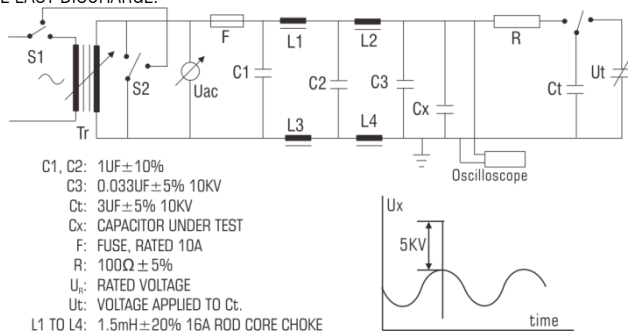 E LAST DISCHARGE.
S1
S2
Tr
Uac
F
C1
L1
L3
C2
L2
L4
C3
Cx
R
Ct
Ut
Oscilloscope
C1, C2: 1UF±10%
C3: 0.033UF±5% 10KV
Ct: 3UF±5% 10KV
Cx: CAPACITOR UNDER TEST
F: FUSE, RATED 10A
R: 100Ω±5%
UR: RATED VOLTAGE
Ut: VOLTAGE APPLIED TO Ct.
L1 TO L4: 1.5mH±20% 16A ROD CORE CHOKE
Ux
5KV
time